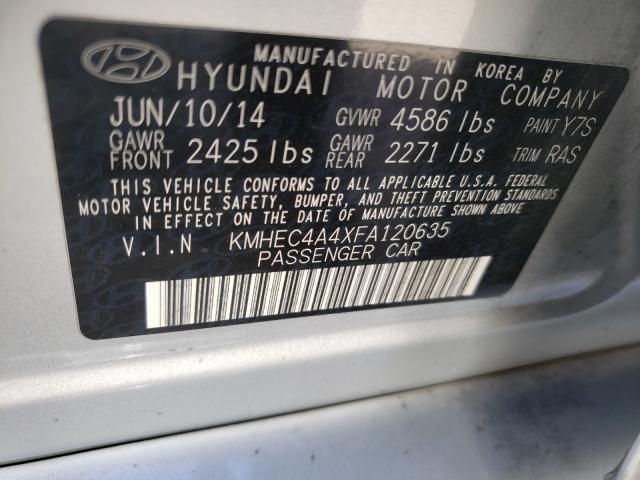 MANUFACTURED IN KOREA BY
HYUNDAI MOTOR COMPANY
JUN/10/14 GVWR 4586 lbs PAINT Y7S
GAWR FRONT 2425 lbs GAWR REAR 2271 lbs TRIM RAS
THIS VEHICLE CONFORMS TO ALL APPLICABLE U.S.A. FEDERAL
MOTOR VEHICLE SAFETY, BUMPER, AND THEFT PREVENTION STANDARDS
IN EFFECT ON THE DATE OF MANUFACTURE SHOWN ABOVE
V.I.N KMHEC4A4XFA120635
PASSENGER CAR